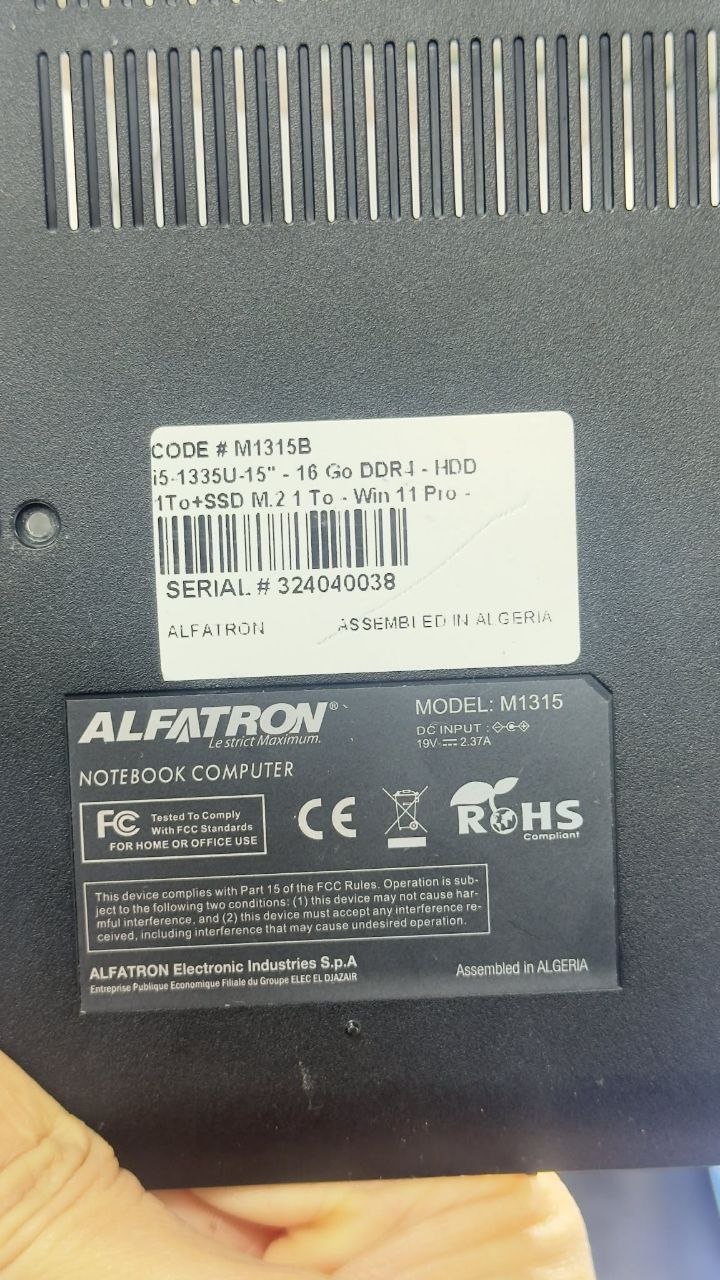 CODE # M1315B
i5-1335U-15" - 16 Go DDR4 - HDD
1To+SSD M.2 1 To - Win 11 Pro -
SERIAL # 324040038
ALFATRON ASSEMBLED IN ALGERIA
ALFATRON®
Le strict Maximum.
MODEL: M1315
DC INPUT :
19V 2.37A
NOTEBOOK COMPUTER
FC Tested To Comply
With FCC Standards
FOR HOME OR OFFICE USE
CE
RoHS
Compliant
This device complies with Part 15 of the FCC Rules. Operation is sub-
ject to the following two conditions: (1) this device may not cause har-
mful interference, and (2) this device must accept any interference re-
ceived, including interference that may cause undesired operation.
ALFATRON Electronic Industries S.p.A
Entreprise Publique Economique Filiale du Groupe ELEC EL DJAZAIR
Assembled in ALGERIA